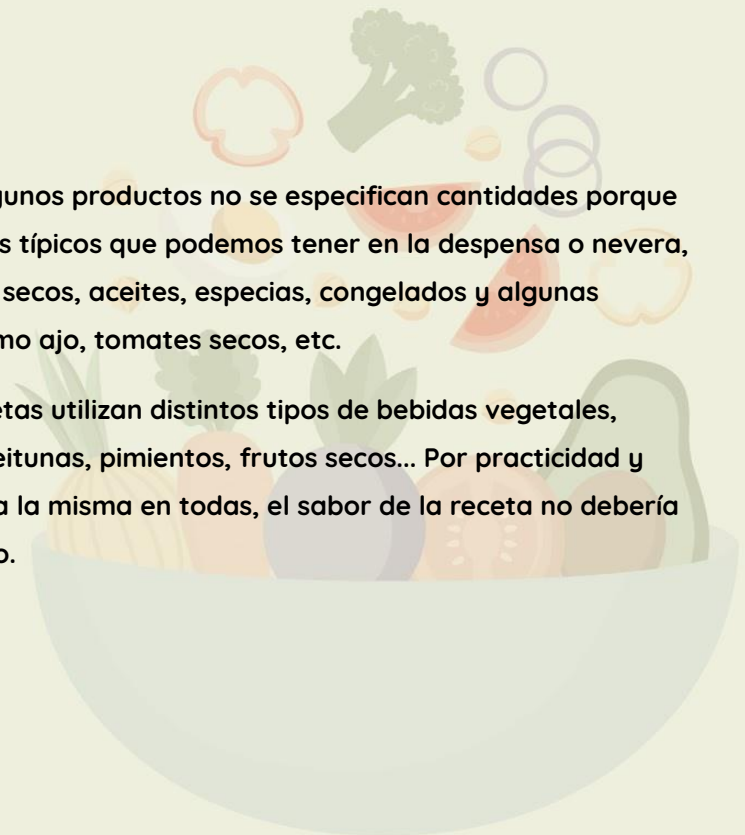 gunos productos no se especifican cantidades porque
s típicos que podemos tener en la despensa o nevera,
secos, aceites, especias, congelados y algunas
mo ajo, tomates secos, etc.
etas utilizan distintos tipos de bebidas vegetales,
eitunas, pimientos, frutos secos... Por practicidad y
a la misma en todas, el sabor de la receta no debería
o.